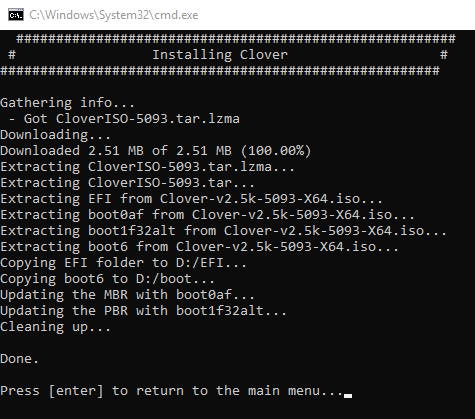 C:\Windows\System32\cmd.exe
#######################################################
# Installing Clover #
#######################################################
Gathering info...
- Got CloverISO-5093.tar.lzma
Downloading...
Downloaded 2.51 MB of 2.51 MB (100.00%)
Extracting CloverISO-5093.tar.lzma...
Extracting CloverISO-5093.tar...
Extracting EFI from Clover-v2.5k-5093-X64.iso...
Extracting boot0af from Clover-v2.5k-5093-X64.iso...
Extracting boot1f32alt from Clover-v2.5k-5093-X64.iso...
Extracting boot6 from Clover-v2.5k-5093-X64.iso...
Copying EFI folder to D:/EFI...
Copying boot6 to D:/boot...
Updating the MBR with boot0af...
Updating the PBR with boot1f32alt...
Cleaning up...
Done.
Press [enter] to return to the main menu...